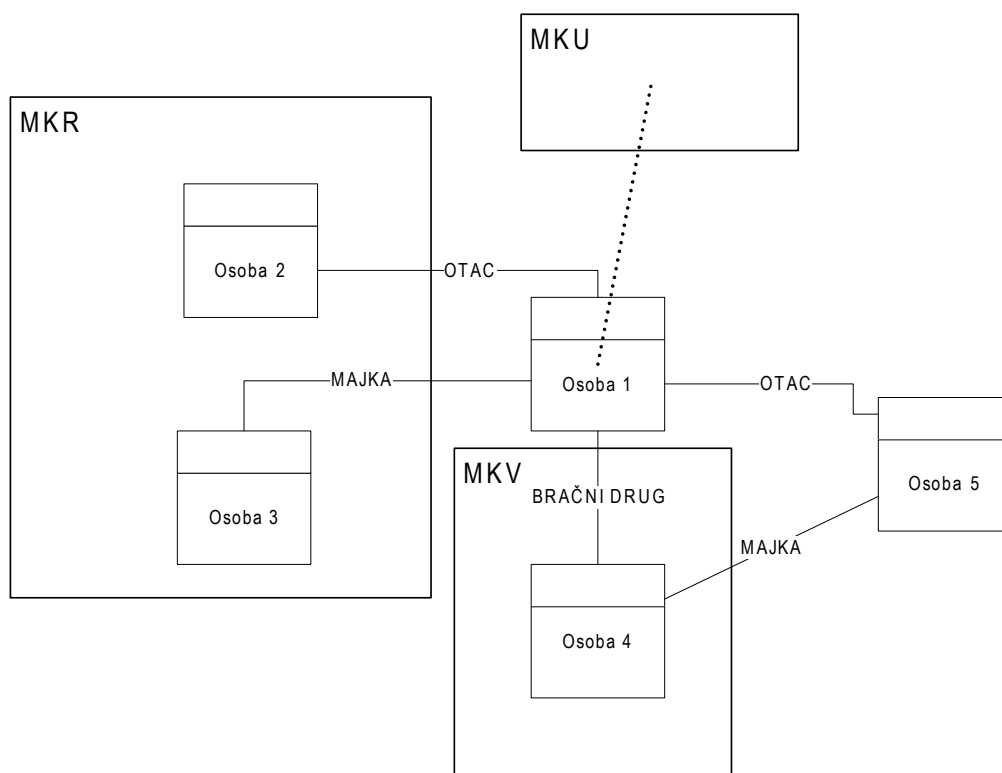 MKU
MKR
Osoba 2
OTAC
MAJKA
Osoba 1
OTAC
MKV
Osoba 5
BRAČNI DRUG
Osoba 3
MAJKA
Osoba 4